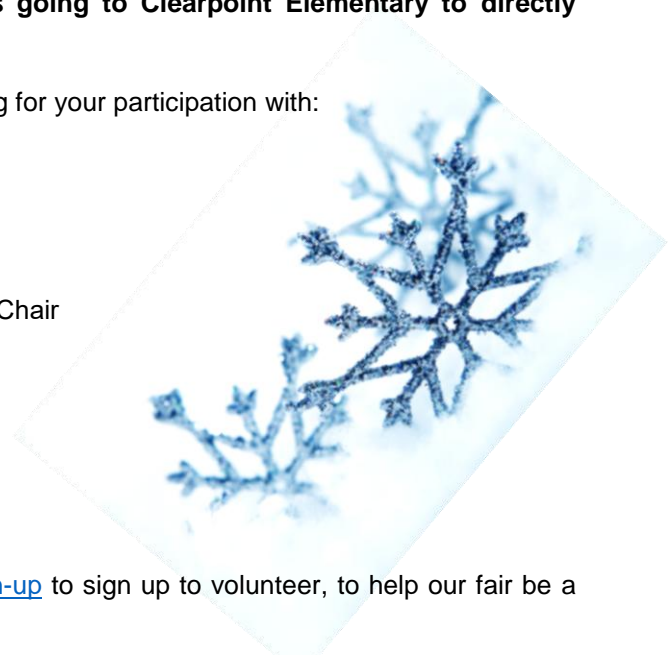 s going to Clearpoint Elementary to directly
g for your participation with:
Chair
n-up to sign up to volunteer, to help our fair be a